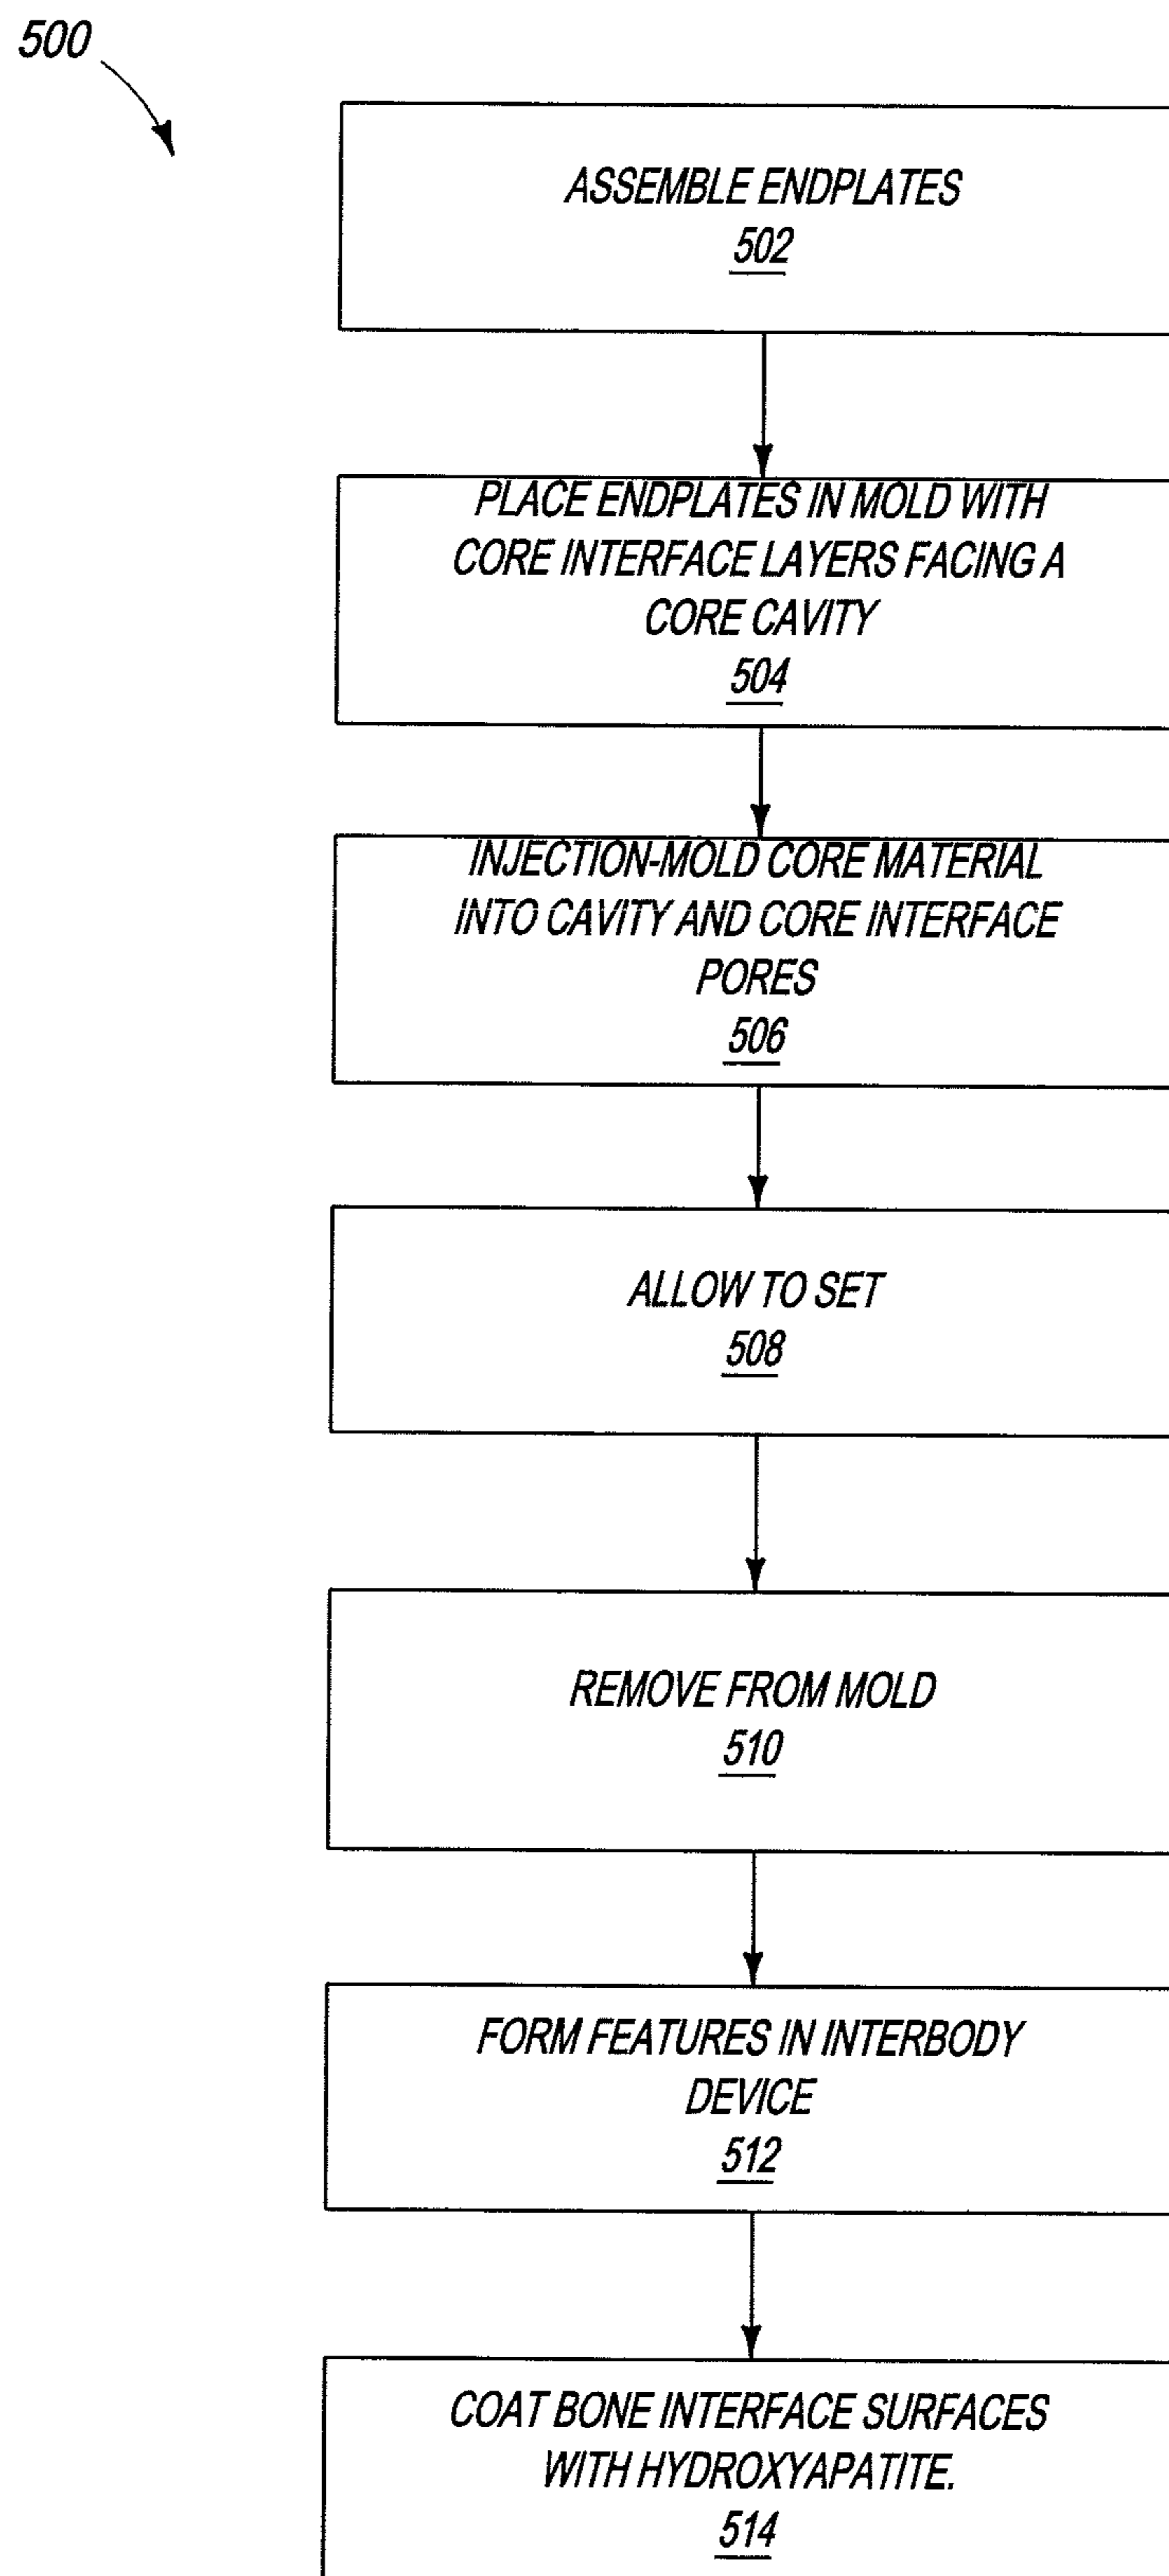 500
ASSEMBLE ENDPLATES
502
PLACE ENDPLATES IN MOLD WITH
CORE INTERFACE LAYERS FACING A
CORE CAVITY
504
INJECTION-MOLD CORE MATERIAL
INTO CAVITY AND CORE INTERFACE
PORES
506
ALLOW TO SET
508
REMOVE FROM MOLD
510
FORM FEATURES IN INTERBODY
DEVICE
512
COAT BONE INTERFACE SURFACES
WITH HYDROXYAPATITE.
514